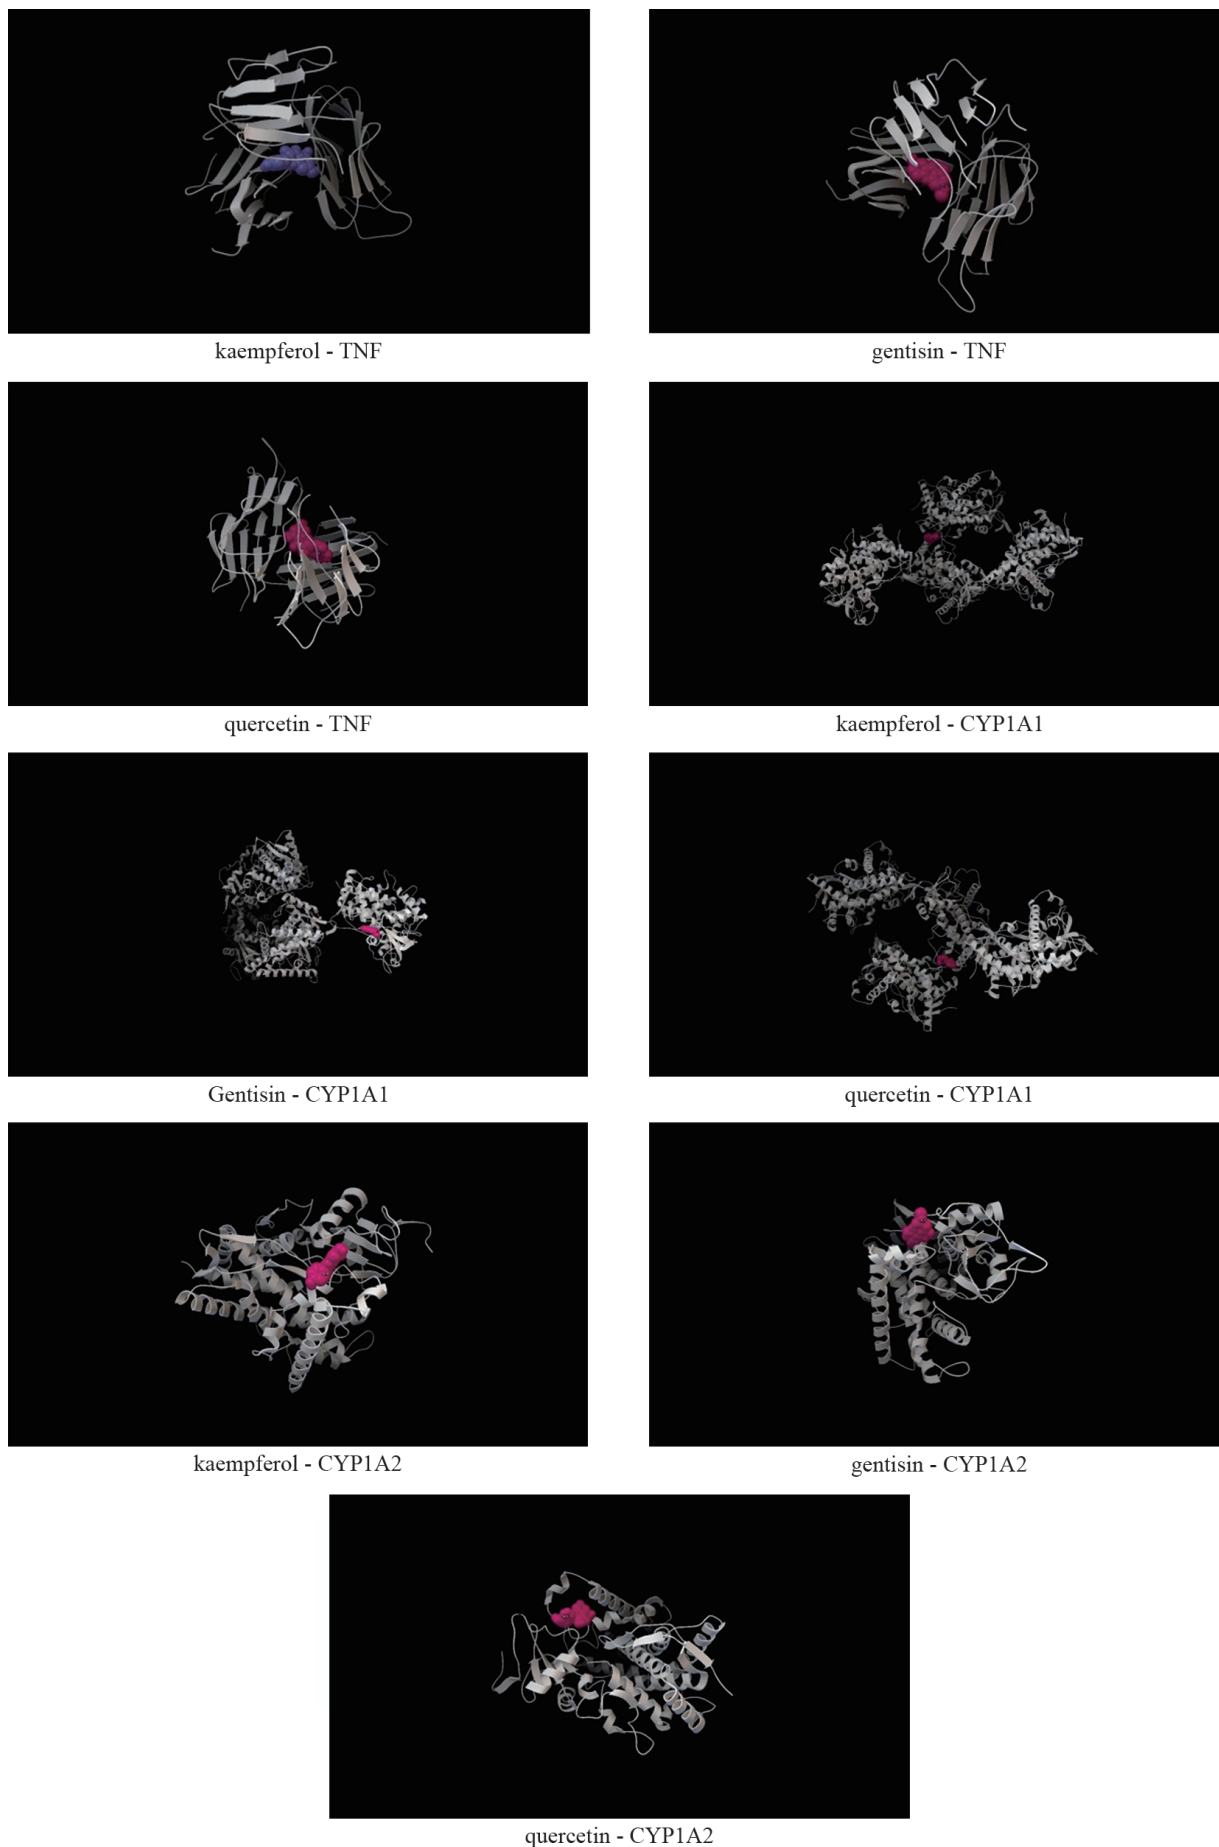 kaempferol - TNF
gentisin - TNF
quercetin - TNF
kaempferol - CYP1A1
Gentisin - CYP1A1
quercetin - CYP1A1
kaempferol - CYP1A2
gentisin - CYP1A2
quercetin - CYP1A2